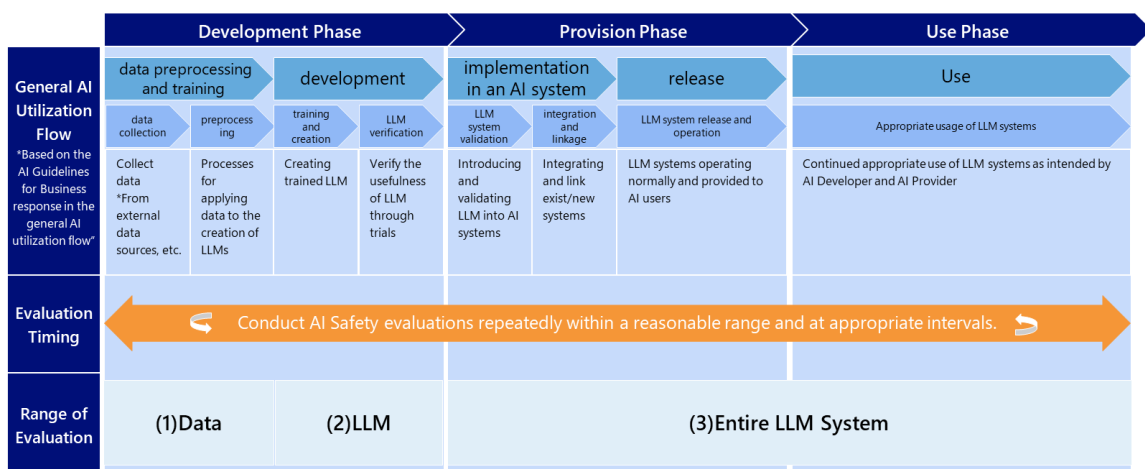 Development Phase
Provision Phase
Use Phase
General AI
Utilization
Flow
*Based on the
AI Guidelines
for Business
response in the
general AI
utilization flow"
data preprocessing
and training
development
implementation
in an AI system
release
Use
data
collection
preprocess
ing
training
and
creation
LLM
verification
LLM
system
validation
integration
and
linkage
LLM system release and
operation
Appropriate usage of LLM systems
Collect
data
*From
external
data
sources, etc.
Processes
for
applying
data to the
creation of
LLMs
Creating
trained LLM
Verify the
usefulness
of LLM
through
trials
Introducing
and
validating
LLM into AI
systems
Integrating
and link
exist/new
systems
LLM systems operating
normally and provided to
AI users
Continued appropriate use of LLM systems as intended by
AI Developer and AI Provider
Evaluation
Timing
Conduct AI Safety evaluations repeatedly within a reasonable range and at appropriate intervals.
Range of
Evaluation
(1)Data
(2)LLM
(3)Entire LLM System